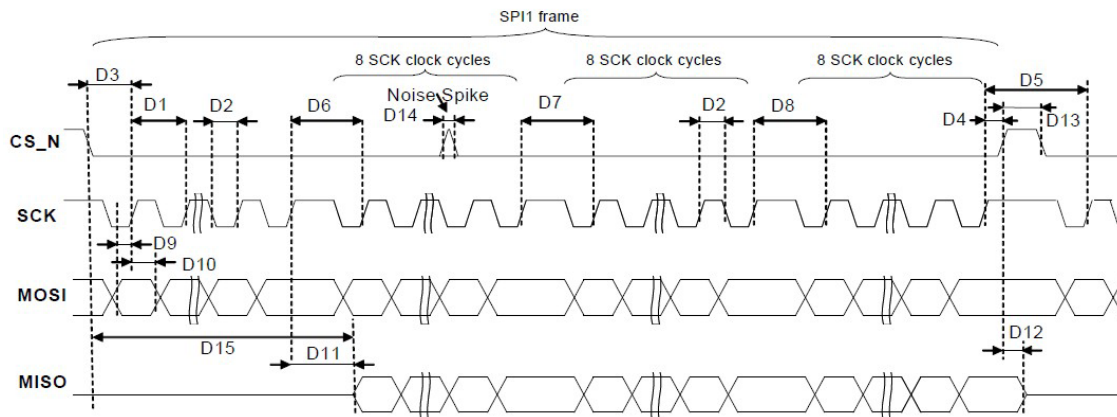 SPI1 frame
8 SCK clock cycles 8 SCK clock cycles 8 SCK clock cycles
D3 D5
D1 D2 D6 Noise Spike D7 D2 D8
D14 D4 D13
CS_N
SCK
D9
D10
MOSI
D15 D11 D12
MISO